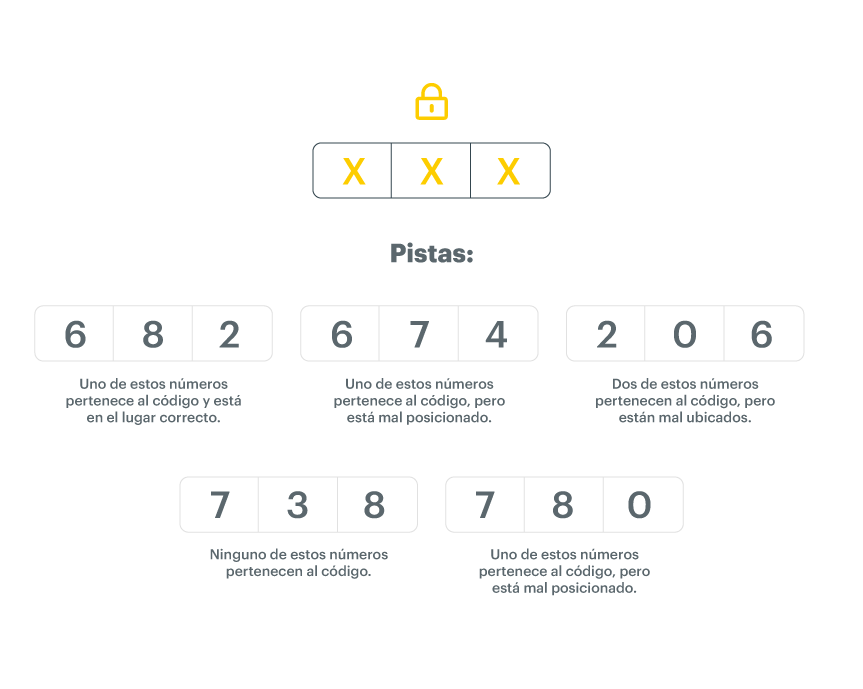 X X X
Pistas:
6 8 2
Uno de estos números
pertenece al código y está
en el lugar correcto.
6 7 4
Uno de estos números
pertenece al código, pero
está mal posicionado.
2 0 6
Dos de estos números
pertenecen al código, pero
están mal ubicados.
7 3 8
Ninguno de estos números
pertenecen al código.
7 8 0
Uno de estos números
pertenece al código, pero
está mal posicionado.